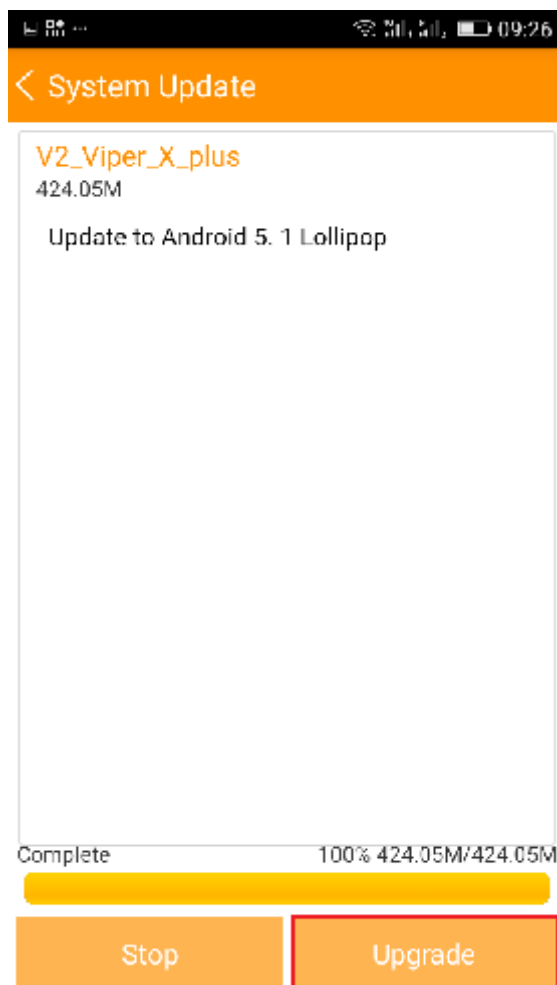 09:26
< System Update
V2_Viper_X_plus
424.05M
Update to Android 5. 1 Lollipop
Complete 100% 424.05M/424.05M
Stop Upgrade